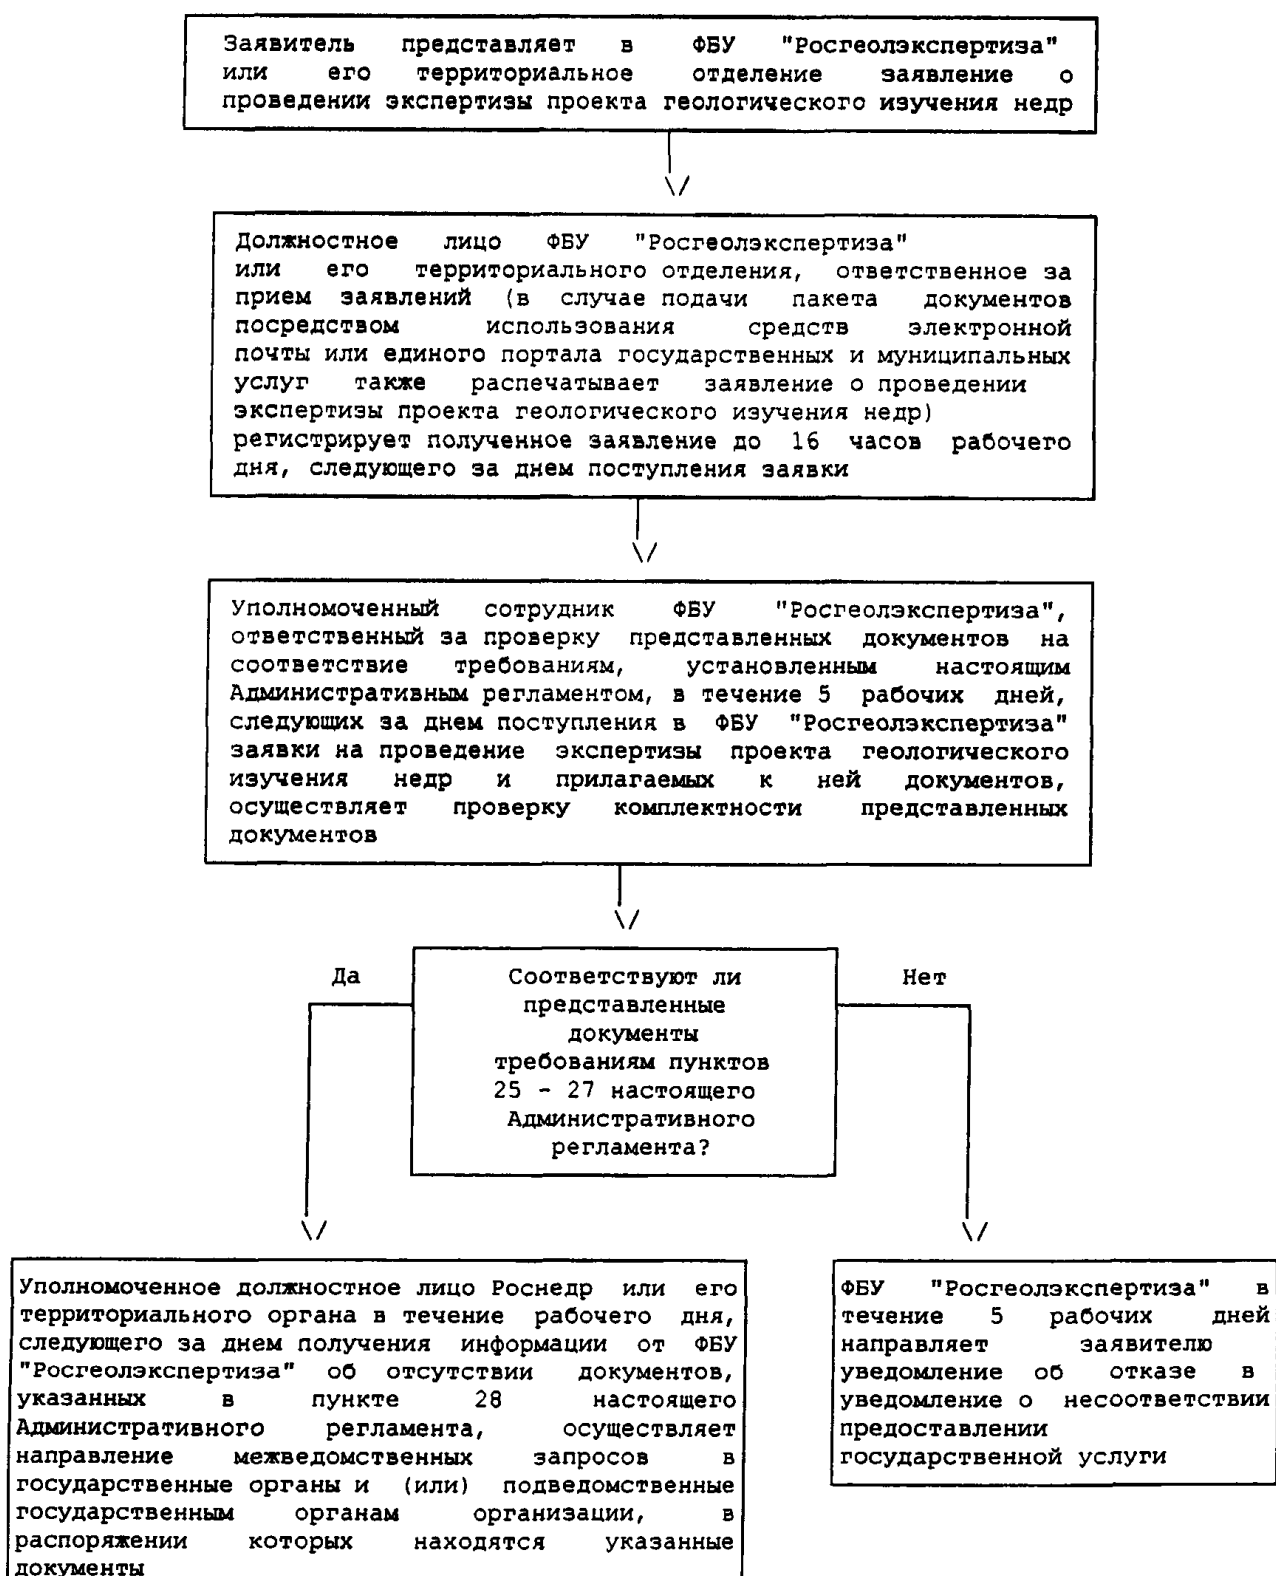 Заявитель представляет в ФБУ "Росгеолэкспертиза"
или его территориальное отделение заявление о
проведении экспертизы проекта геологического изучения недр
\/
Должностное лицо ФБУ "Росгеолэкспертиза"
или его территориального отделения, ответственное за
прием заявлений (в случае подачи пакета документов
посредством использования средств электронной
почты или единого портала государственных и муниципальных
услуг также распечатывает заявление о проведении
экспертизы проекта геологического изучения недр)
регистрирует полученное заявление до 16 часов рабочего
дня, следующего за днем поступления заявки
\/
Уполномоченный сотрудник ФБУ "Росгеолэкспертиза",
ответственный за проверку представленных документов на
соответствие требованиям, установленным настоящим
Административным регламентом, в течение 5 рабочих дней,
следующих за днем поступления в ФБУ "Росгеолэкспертиза"
заявки на проведение экспертизы проекта геологического
изучения недр и прилагаемых к ней документов,
осуществляет проверку комплектности представленных
документов
\/
Да
Соответствуют ли
представленные
документы
требованиям пунктов
25 - 27 настоящего
Административного
регламента?
Нет
\/
\/
Уполномоченное должностное лицо Роснедр или его
территориального органа в течение рабочего дня,
следующего за днем получения информации от ФБУ
"Росгеолэкспертиза" об отсутствии документов,
указанных в пункте 28 настоящего
Административного регламента, осуществляет
направление межведомственных запросов в
государственные органы и (или) подведомственные
государственным органам организации, в
распоряжении которых находятся указанные
документы
ФБУ "Росгеолэкспертиза" в
течение 5 рабочих дней
направляет заявителю
уведомление об отказе в
уведомление о несоответствии
предоставлении
государственной услуги